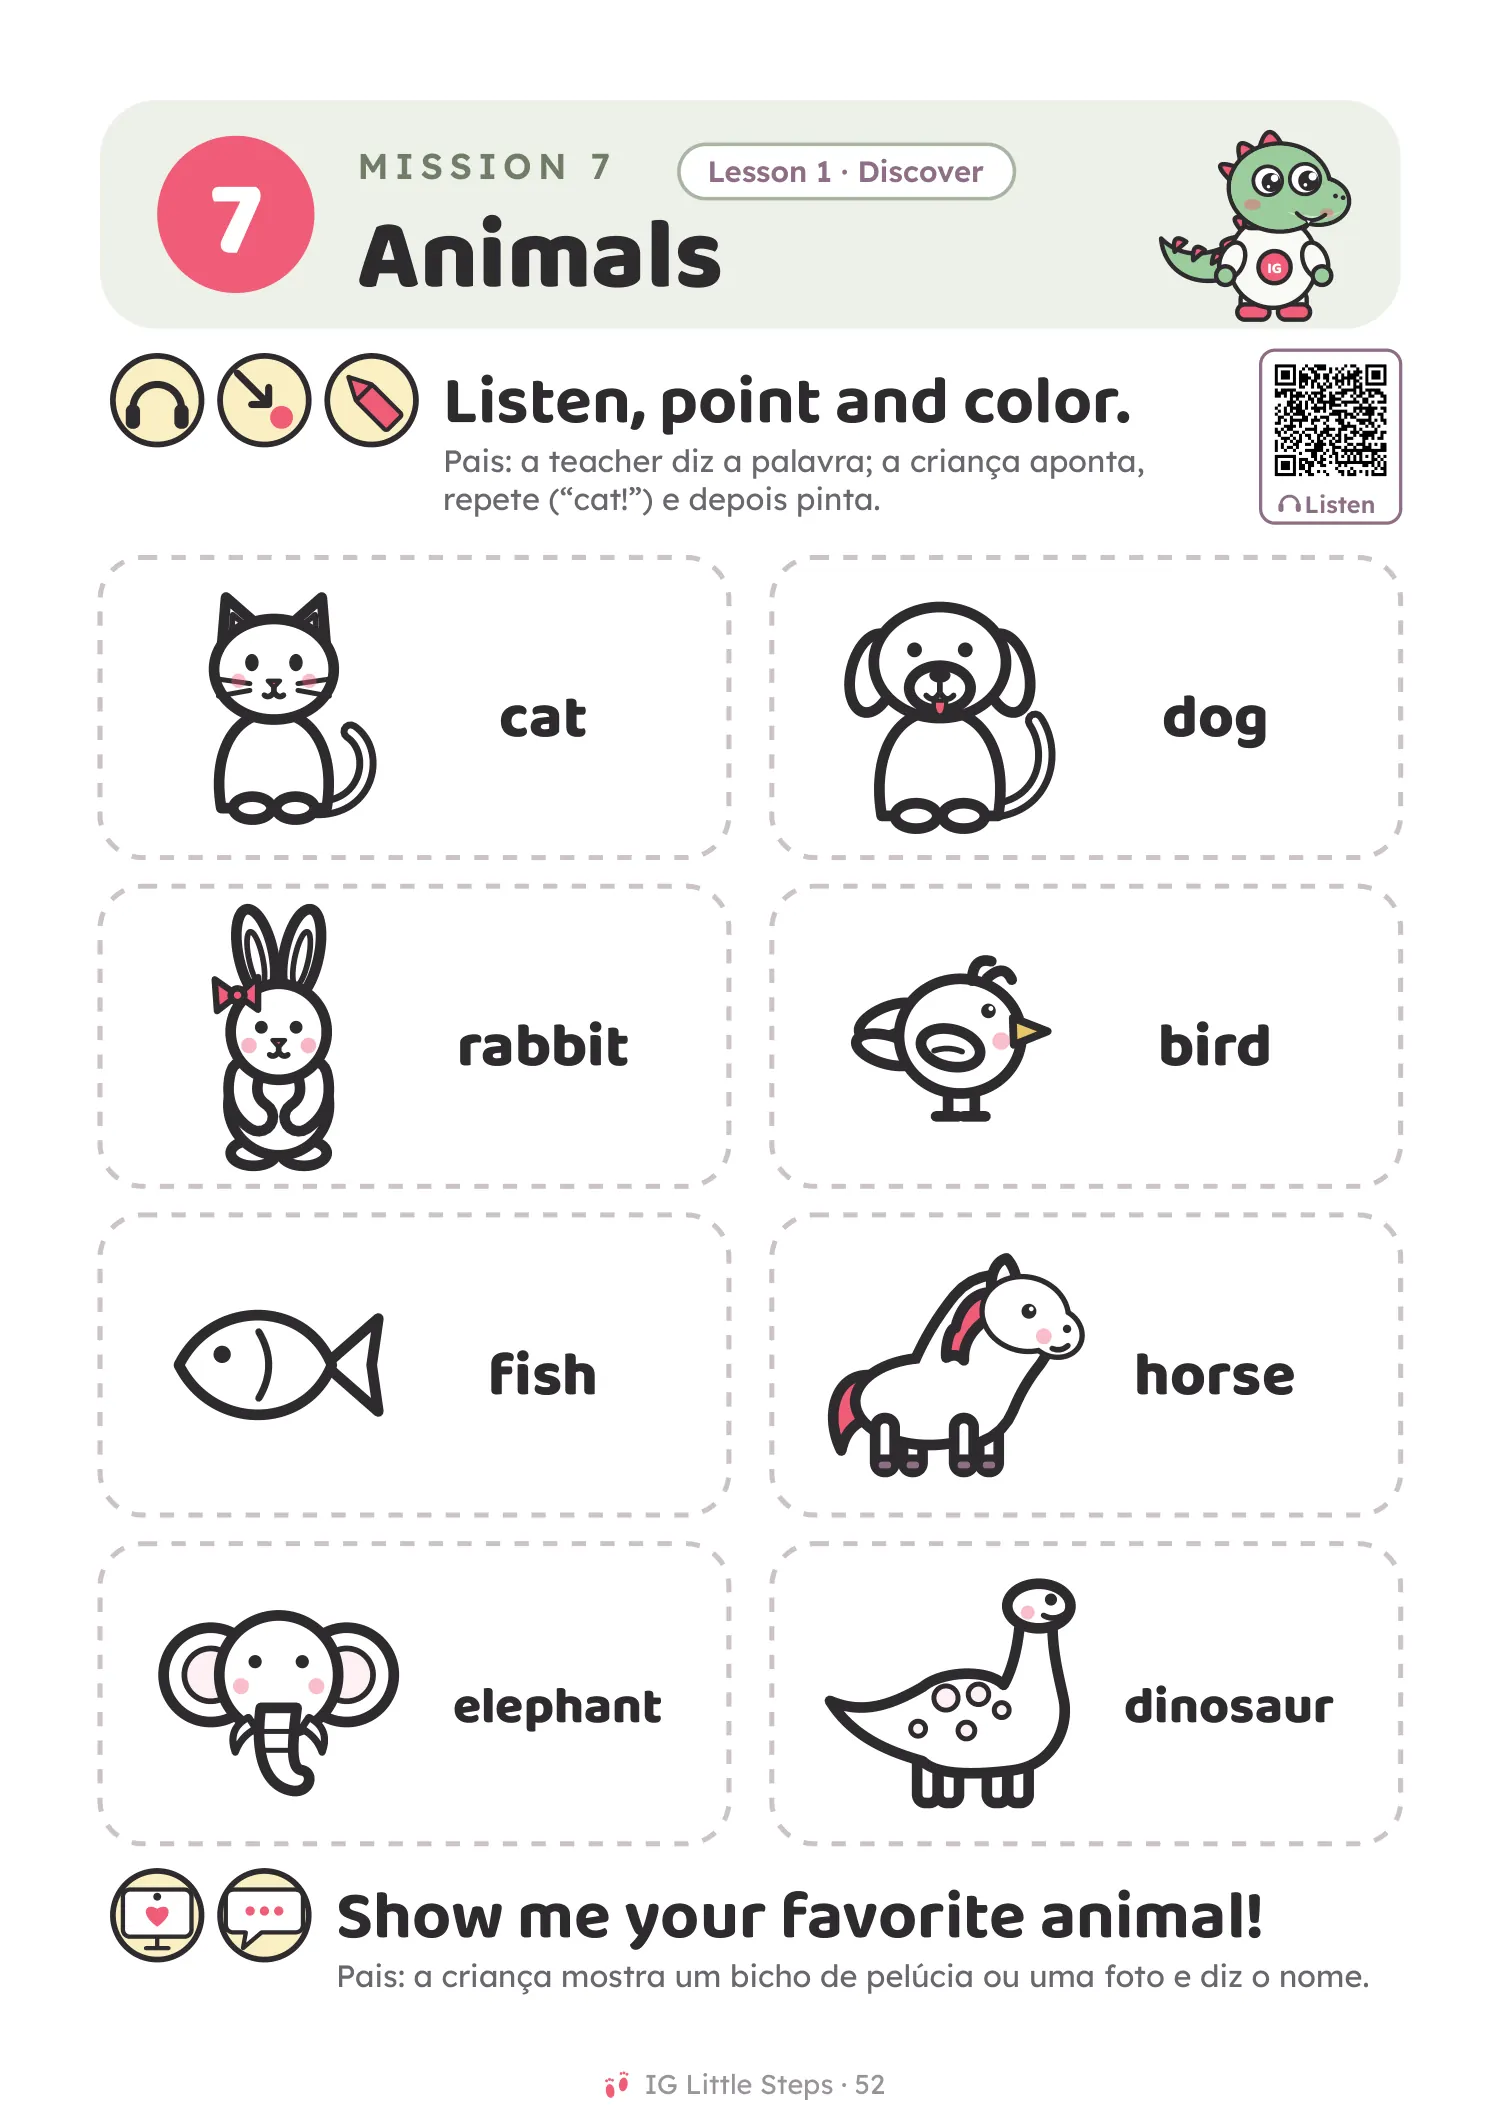 7
MISSION 7
Lesson 1 · Discover
Animals
IG
Listen, point and color.
Pais: a teacher diz a palavra; a criança aponta,
repete (“cat!”) e depois pinta.
Listen
cat
dog
rabbit
bird
fish
horse
elephant
dinosaur
Show me your favorite animal!
Pais: a criança mostra um bicho de pelúcia ou uma foto e diz o nome.
IG Little Steps · 52